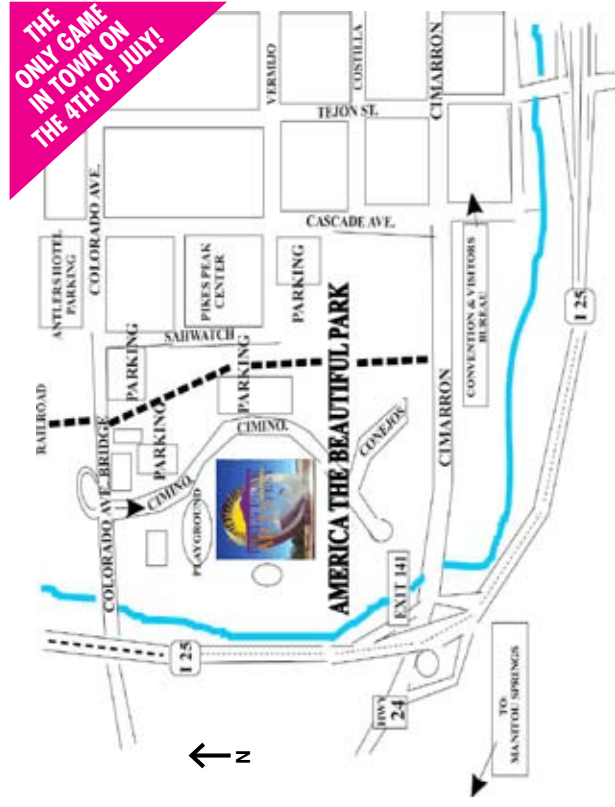 THE
ONLY GAME
IN TOWN ON
THE 4TH OF JULY!
VERMIJO
COSTILLA
CIMARRON
TEJON ST.
COLORADO AVE.
CASCADE AVE.
ANTLERS HOTEL
PARKING
PIKES PEAK
CENTER
PARKING
CONVENTION & VISITORS
BUREAU
I 25
SAHWATCH
PARKING
PARKING
RAILROAD
PARKING
CIMINO.
CIMINO.
CONEJOS
CIMARRON
AMERICA THE BEAUTIFUL PARK
COLORADO AVE. BRIDGE
PLAYGROUND
EXIT 141
I 25
HWY
24
TO
MANITOU SPRINGS
N